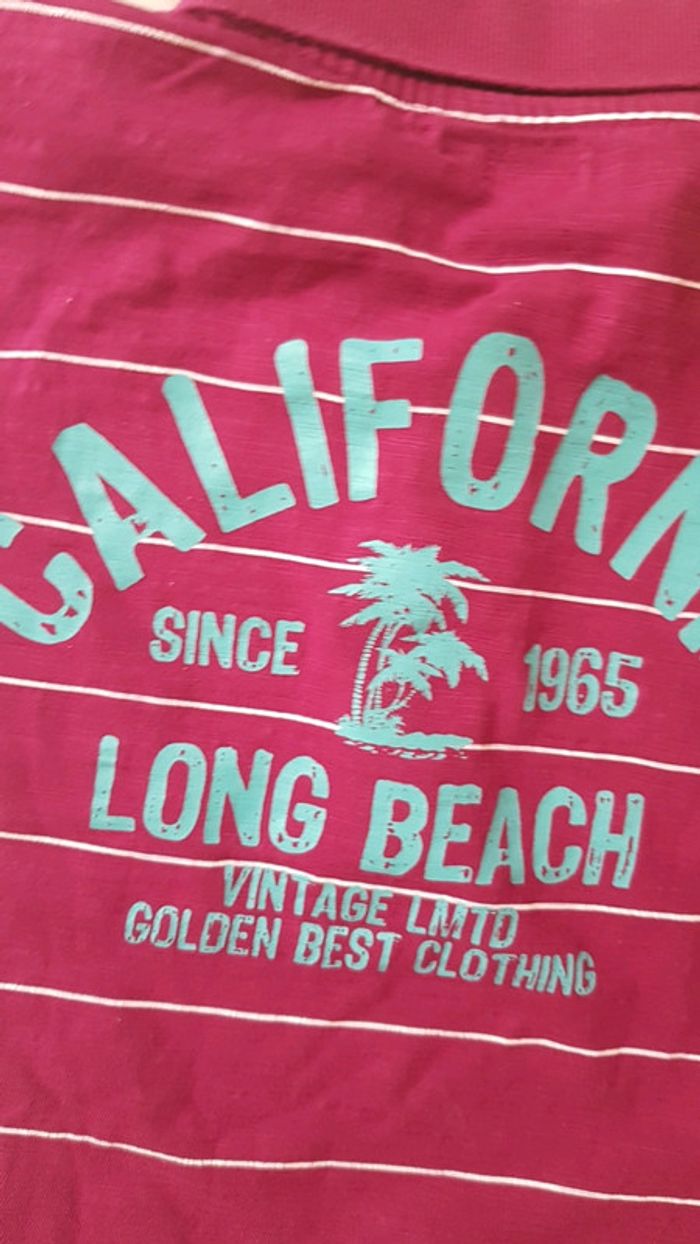 CALIFORN
SINCE 1965
LONG BEACH
VINTAGE LMTD
GOLDEN BEST CLOTHING